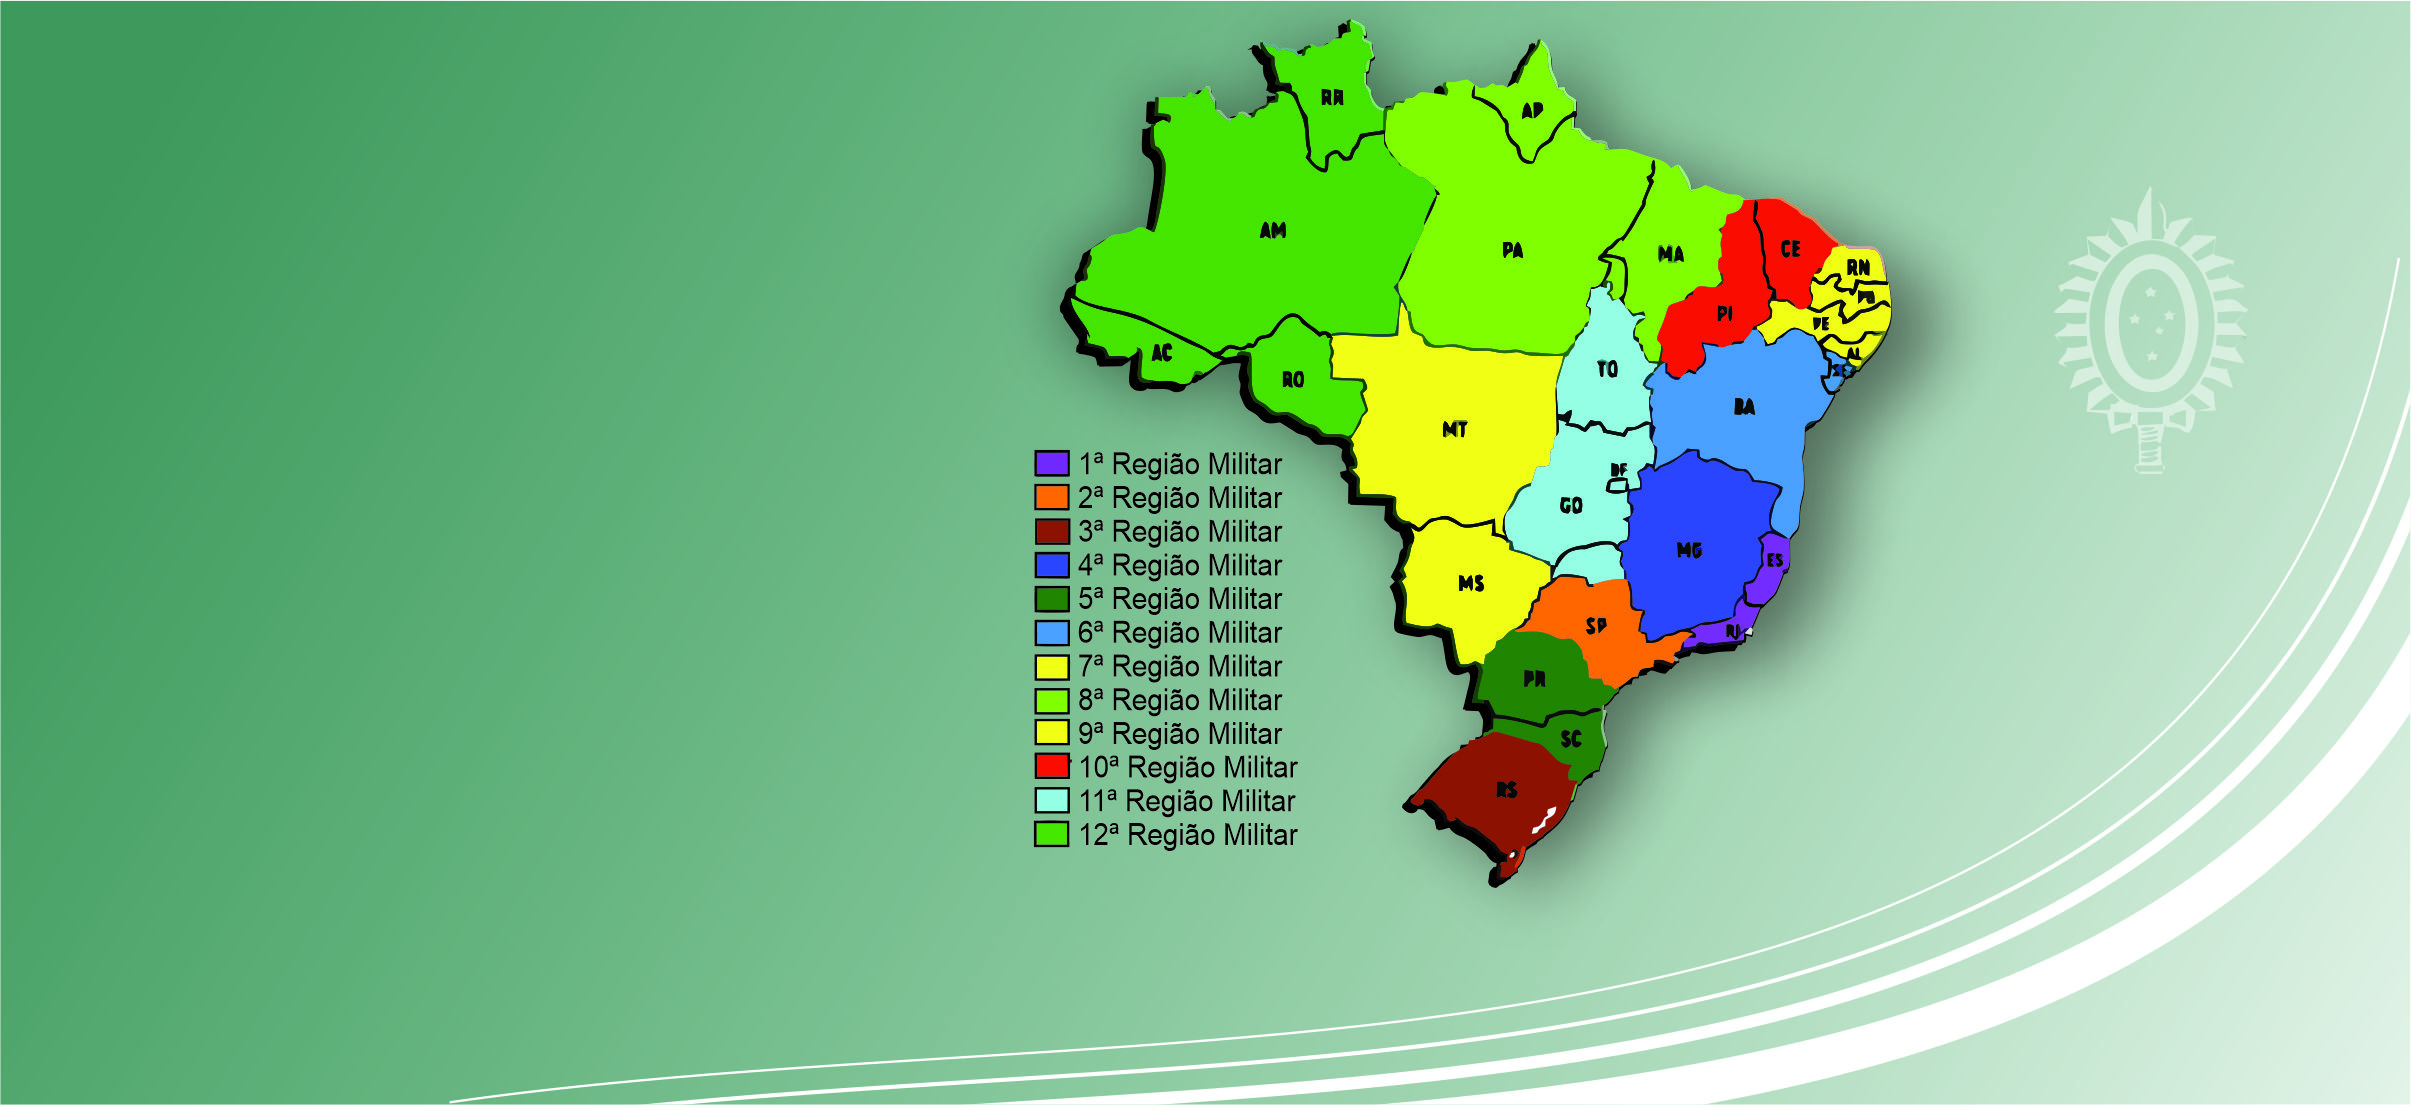 RR
AP
AM
PA
MA
CE
RN
PI
PE
AC
RO
TO
AL
SE
BA
MT
DF
GO
MG
ES
MS
SP
RJ
PR
SC
RS
1ª Região Militar
2ª Região Militar
3ª Região Militar
4ª Região Militar
5ª Região Militar
6ª Região Militar
7ª Região Militar
8ª Região Militar
9ª Região Militar
10ª Região Militar
11ª Região Militar
12ª Região Militar